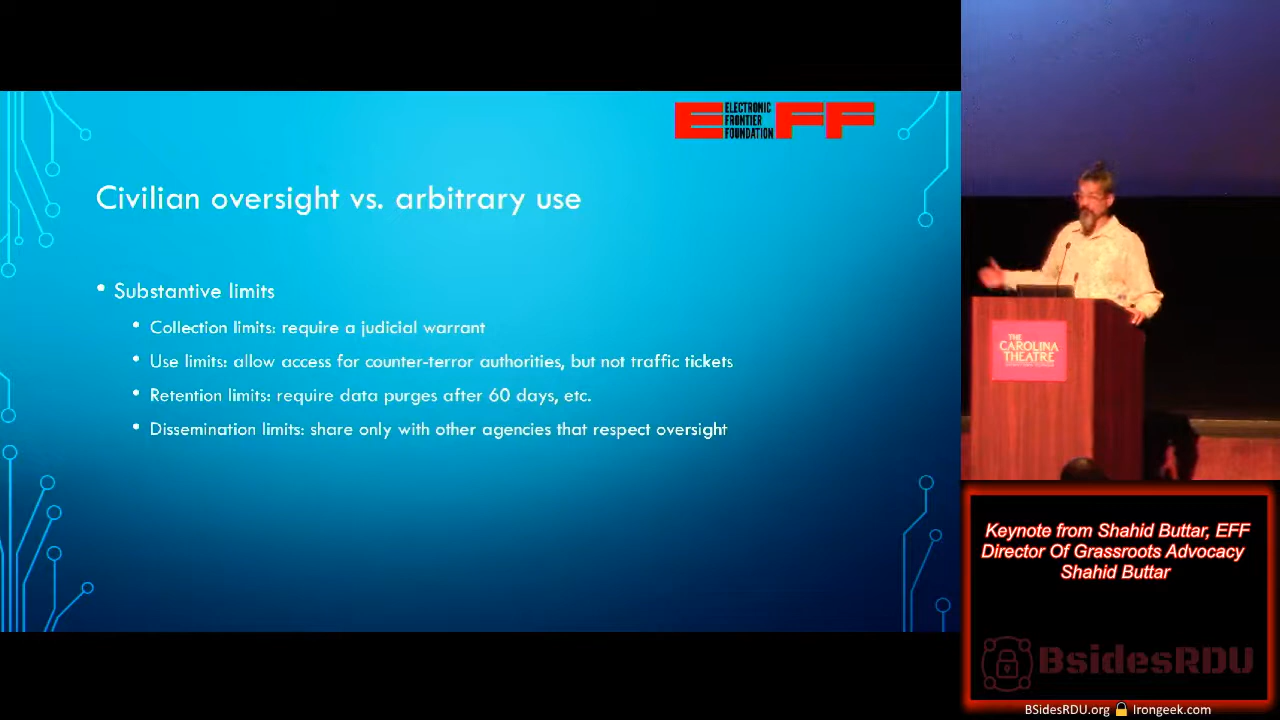 ELECTRONIC
FRONTIER
FOUNDATION
EFF
Civilian oversight vs. arbitrary use
• Substantive limits
• Collection limits: require a judicial warrant
• Use limits: allow access for counter-terror authorities, but not traffic tickets
• Retention limits: require data purges after 60 days, etc.
• Dissemination limits: share only with other agencies that respect oversight
THE
CAROLINA
THEATRE
Keynote from Shahid Buttar, EFF
Director Of Grassroots Advocacy
Shahid Buttar
BsidesRDU
BSidesRDU.org Irongeek.com